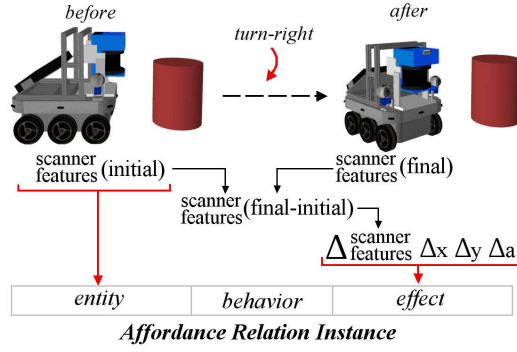 before
after
turn-right
scanner features (initial)
scanner features (final)
scanner features (final-initial)
Δ scanner features Δx Δy Δa
entity behavior effect
Affordance Relation Instance